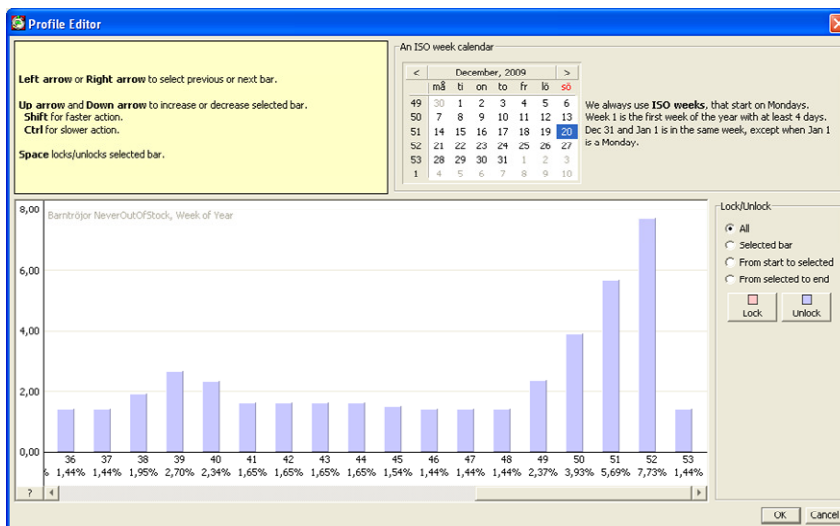 Profile Editor
Left arrow or Right arrow to select previous or next bar.
Up arrow and Down arrow to increase or decrease selected bar.
Shift for faster action.
Ctrl for slower action.
Space locks/unlocks selected bar.
An ISO week calendar
< December, 2009 >
må ti on to fr lö sö
49 30 1 2 3 4 5 6
50 7 8 9 10 11 12 13
51 14 15 16 17 18 19 20
52 21 22 23 24 25 26 27
53 28 29 30 31 1 2 3
1 4 5 6 7 8 9 10
We always use ISO weeks, that start on Mondays.
Week 1 is the first week of the year with at least 4 days.
Dec 31 and Jan 1 is in the same week, except when Jan 1
is a Monday.
Barntröjor NeverOutOfStock, Week of Year
8,00
6,00
4,00
2,00
0,00
36 37 38 39 40 41 42 43 44 45 46 47 48 49 50 51 52 53
% 1,44% 1,44% 1,95% 2,70% 2,34% 1,65% 1,65% 1,65% 1,65% 1,54% 1,44% 1,44% 1,44% 2,37% 3,93% 5,69% 7,73% 1,44%
?
Lock/Unlock
All
Selected bar
From start to selected
From selected to end
Lock Unlock
OK Cancel